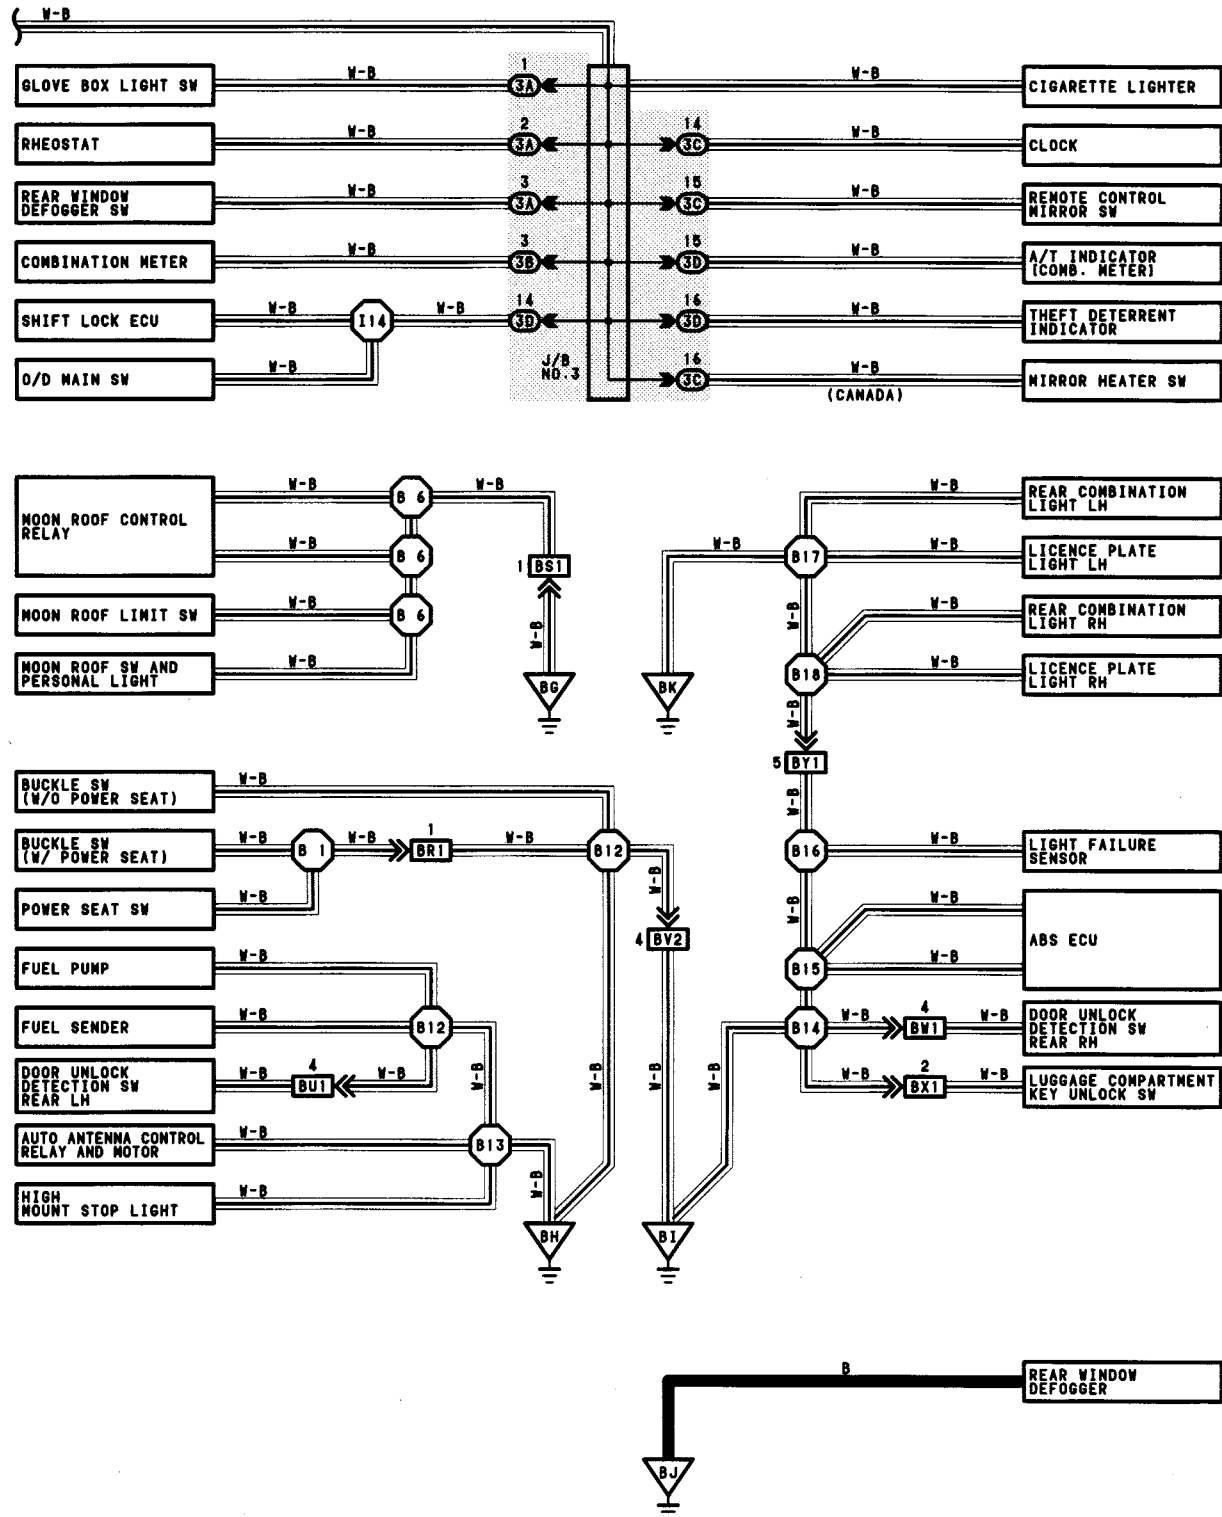 W-B
GLOVE BOX LIGHT SW
W-B
1
3A
W-B
CIGARETTE LIGHTER
RHEOSTAT
W-B
2
3A
14
3C
W-B
CLOCK
REAR WINDOW
DEFOGGER SW
W-B
3
3A
15
3C
W-B
REMOTE CONTROL
MIRROR SW
COMBINATION METER
W-B
3
3B
15
3D
W-B
A/T INDICATOR
(COMB. METER)
SHIFT LOCK ECU
W-B
I14
W-B
14
3D
16
3D
W-B
THEFT DETERRENT
INDICATOR
O/D MAIN SW
W-B
J/B
NO.3
16
3C
W-B
(CANADA)
MIRROR HEATER SW
MOON ROOF CONTROL
RELAY
W-B
B 6
W-B
W-B
B 6
1
BS1
MOON ROOF LIMIT SW
W-B
B 6
W-B
MOON ROOF SW AND
PERSONAL LIGHT
W-B
BG
W-B
REAR COMBINATION
LIGHT LH
W-B
B17
W-B
LICENCE PLATE
LIGHT LH
W-B
W-B
REAR COMBINATION
LIGHT RH
BK
B18
W-B
LICENCE PLATE
LIGHT RH
W-B
5
BY1
W-B
BUCKLE SW
(W/O POWER SEAT)
W-B
BUCKLE SW
(W/ POWER SEAT)
W-B
B 1
W-B
1
BR1
W-B
B12
W-B
4
BV2
B16
W-B
LIGHT FAILURE
SENSOR
POWER SEAT SW
W-B
W-B
W-B
ABS ECU
FUEL PUMP
W-B
B15
W-B
FUEL SENDER
W-B
B12
B14
W-B
4
BW1
W-B
DOOR UNLOCK
DETECTION SW
REAR RH
DOOR UNLOCK
DETECTION SW
REAR LH
W-B
4
BU1
W-B
W-B
W-B
W-B
W-B
W-B
2
BX1
W-B
LUGGAGE COMPARTMENT
KEY UNLOCK SW
AUTO ANTENNA CONTROL
RELAY AND MOTOR
W-B
B13
W-B
HIGH
MOUNT STOP LIGHT
W-B
BH
BI
B
REAR WINDOW
DEFOGGER
BJ